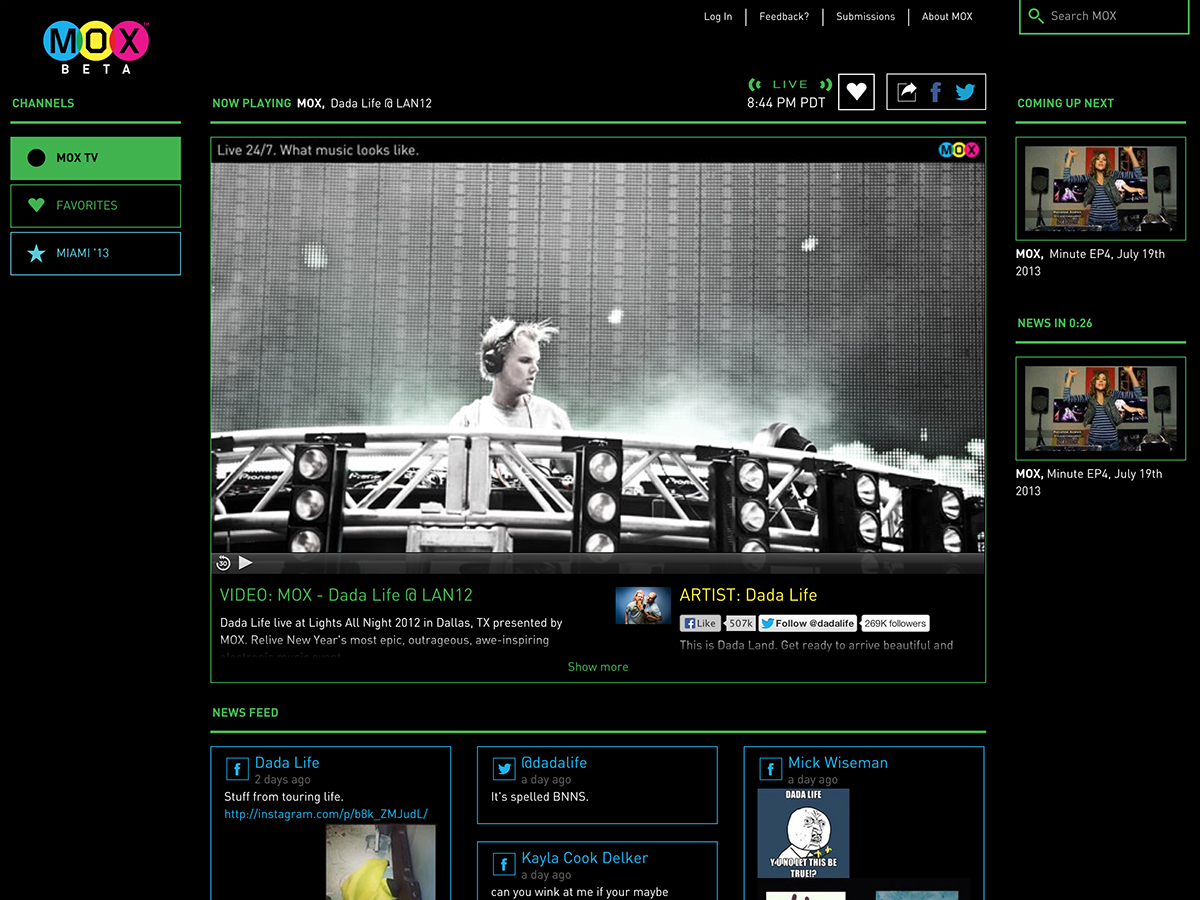 MOX™
BETA
Log In
Feedback?
Submissions
About MOX
Search MOX
CHANNELS
MOX TV
FAVORITES
MIAMI '13
NOW PLAYING MOX, Dada Life @ LAN12
LIVE
8:44 PM PDT
Live 24/7. What music looks like.
MOX
Pioneer
30
VIDEO: MOX - Dada Life @ LAN12
Dada Life live at Lights All Night 2012 in Dallas, TX presented by
MOX. Relive New Year's most epic, outrageous, awe-inspiring
electronic music event
ARTIST: Dada Life
Like
507k
Follow @dadalife
269K followers
This is Dada Land. Get ready to arrive beautiful and
Show more
COMING UP NEXT
MOX, Minute EP4, July 19th
2013
NEWS IN 0:26
MOX, Minute EP4, July 19th
2013
NEWS FEED
Dada Life
2 days ago
Stuff from touring life.
http://instagram.com/p/b8k_ZMJudL/
@dadalife
a day ago
It's spelled BNNS.
Kayla Cook Delker
a day ago
can you wink at me if your maybe
Mick Wiseman
a day ago
DADA LIFE
Y U NO LET THIS BE
TRUE!?